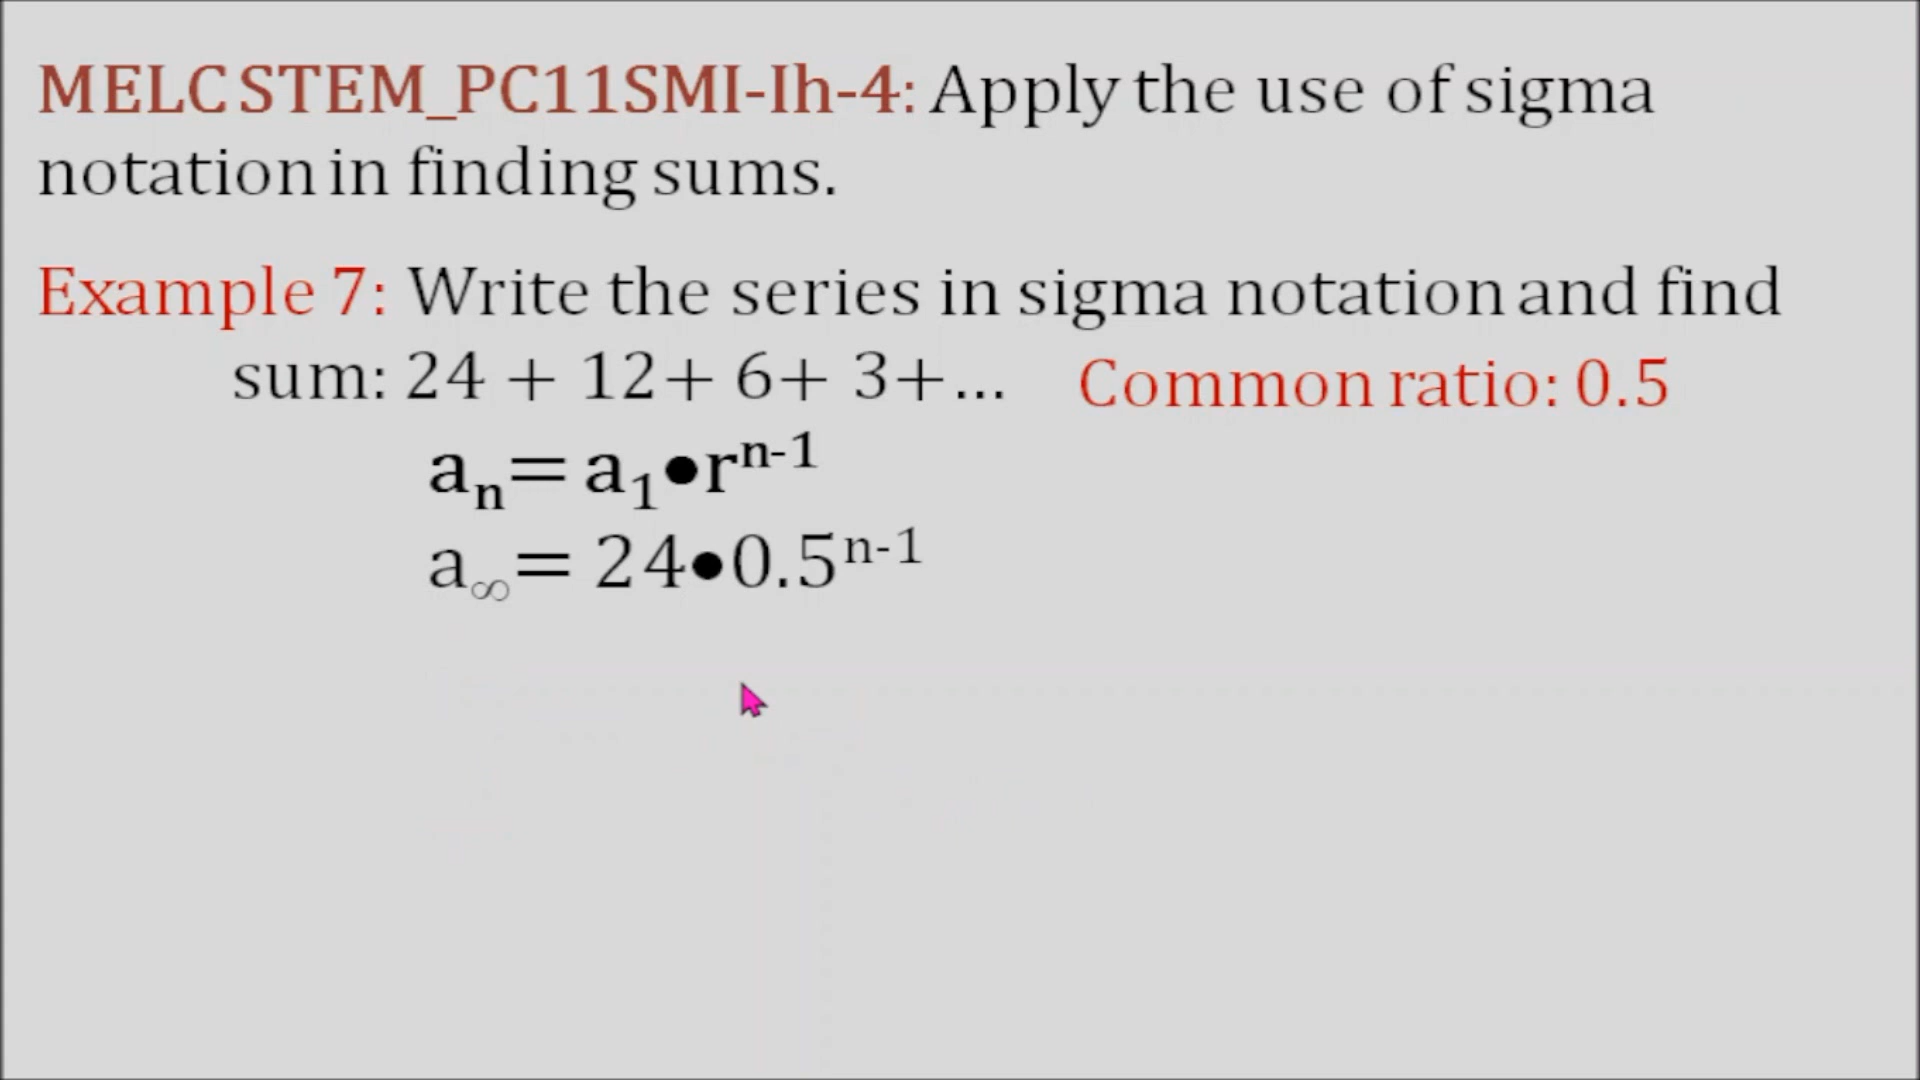 MELC STEM_PC11SMI-Ih-4: Apply the use of sigma
notation in finding sums.
Example 7: Write the series in sigma notation and find
sum: 24 + 12+ 6+ 3+... Common ratio: 0.5
aₙ= a₁•rⁿ⁻¹
a∞= 24•0.5ⁿ⁻¹